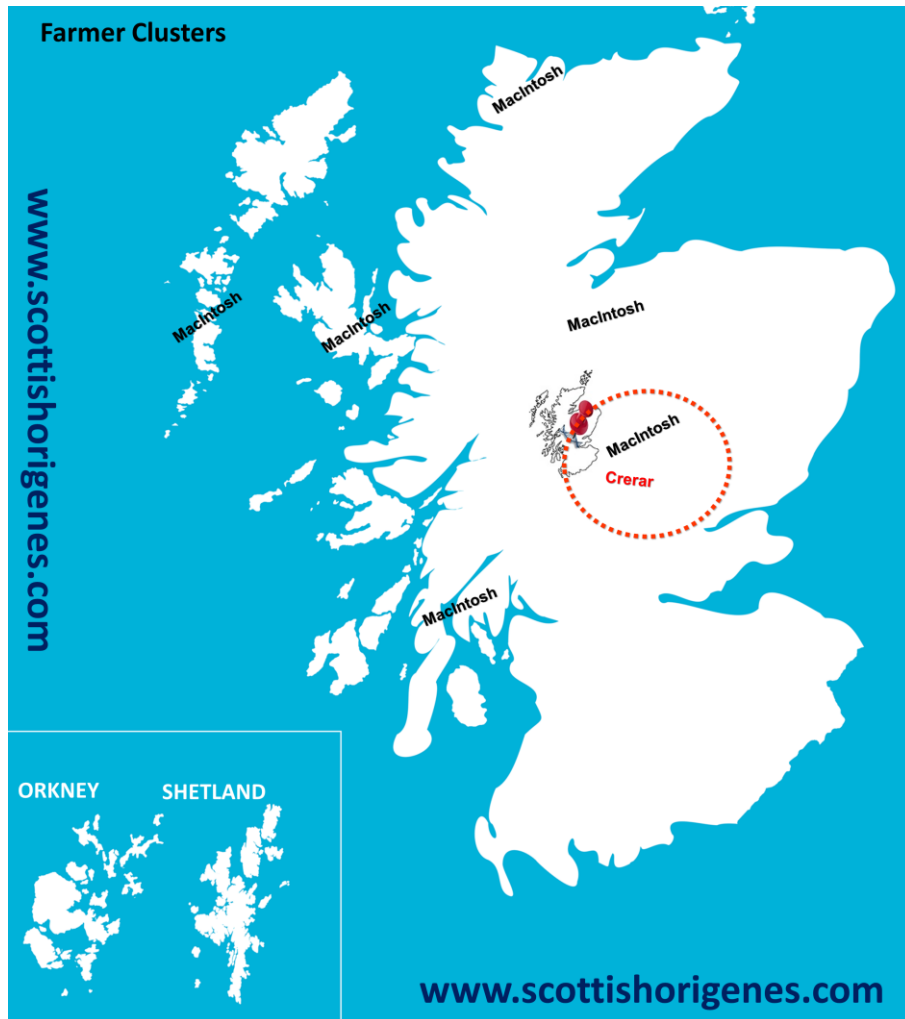 Farmer Clusters
MacIntosh
www.scottishorigenes.com
MacIntosh
MacIntosh
MacIntosh
MacIntosh
Crerar
MacIntosh
ORKNEY
SHETLAND
www.scottishorigenes.com